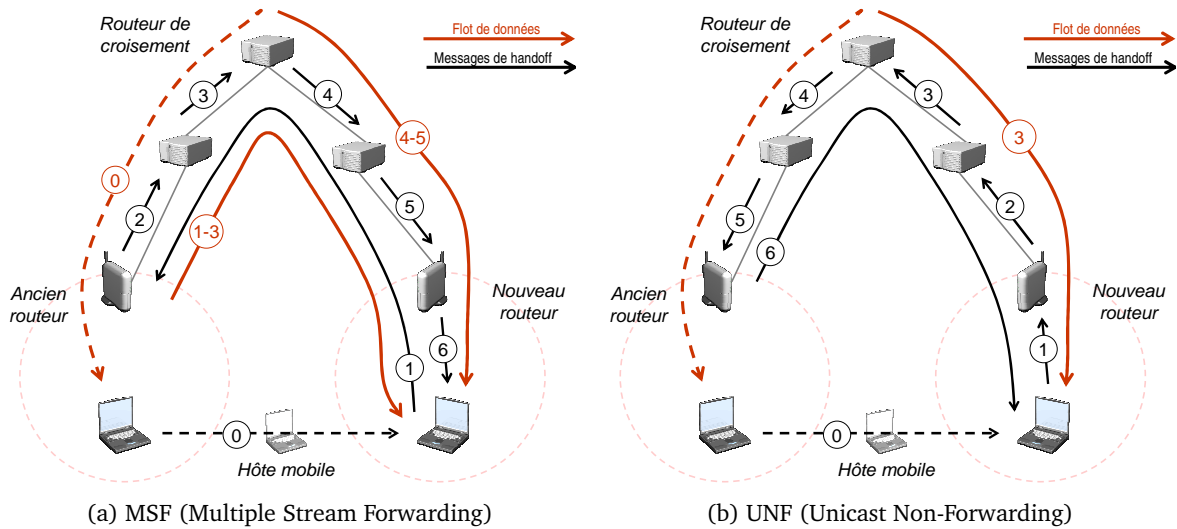 Routeur de
croisement
Flot de données
Messages de handoff
3
4
4-5
0
2
1-3
5
Ancien
routeur
Nouveau
routeur
6
1
0
Hôte mobile
(a) MSF (Multiple Stream Forwarding)
Routeur de
croisement
Flot de données
Messages de handoff
4
3
3
5
6
2
Ancien
routeur
Nouveau
routeur
1
0
Hôte mobile
(b) UNF (Unicast Non-Forwarding)